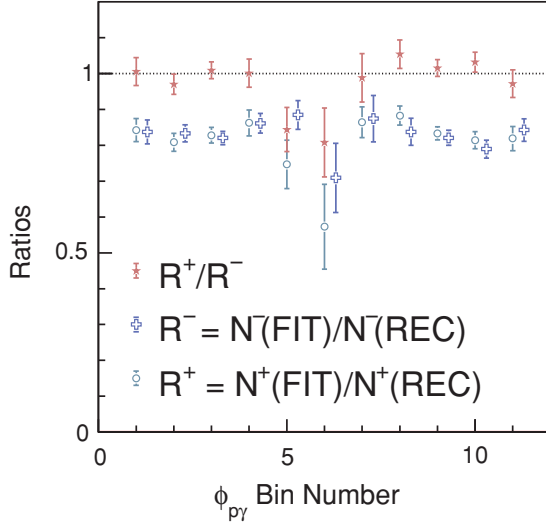 Ratios
1
0.5
0
R⁺/R⁻
R⁻ = N⁻(FIT)/N⁻(REC)
R⁺ = N⁺(FIT)/N⁺(REC)
0 5 10
ϕpγ Bin Number